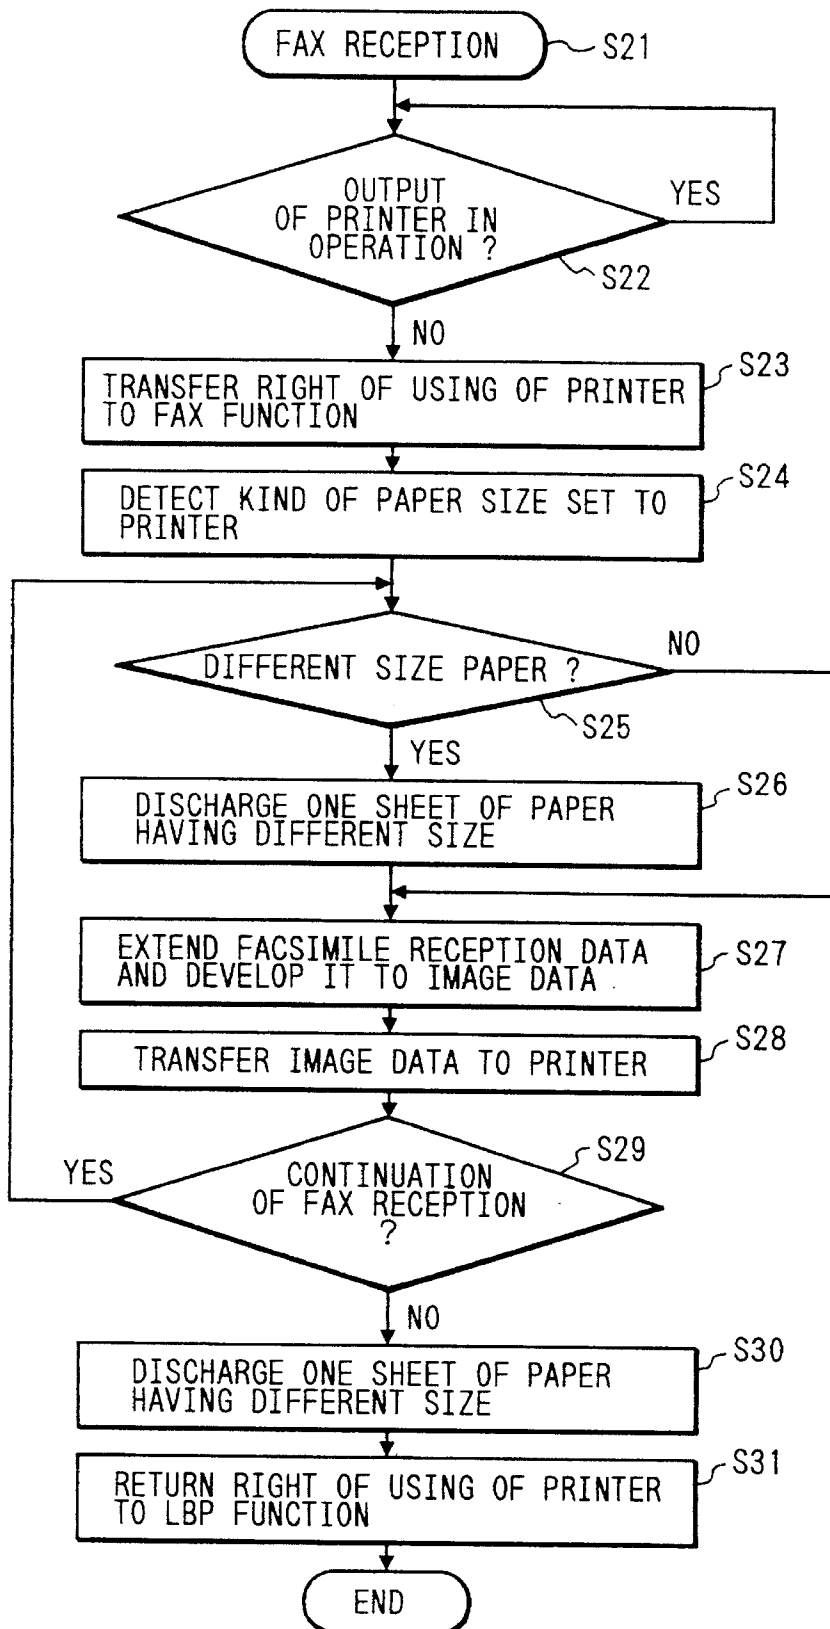 FAX RECEPTION
S21
OUTPUT
OF PRINTER IN
OPERATION ?
YES
S22
NO
S23
TRANSFER RIGHT OF USING OF PRINTER
TO FAX FUNCTION
S24
DETECT KIND OF PAPER SIZE SET TO
PRINTER
NO
DIFFERENT SIZE PAPER ?
S25
YES
S26
DISCHARGE ONE SHEET OF PAPER
HAVING DIFFERENT SIZE
EXTEND FACSIMILE RECEPTION DATA
AND DEVELOP IT TO IMAGE DATA
S27
S28
TRANSFER IMAGE DATA TO PRINTER
S29
YES
CONTINUATION
OF FAX RECEPTION
?
NO
S30
DISCHARGE ONE SHEET OF PAPER
HAVING DIFFERENT SIZE
S31
RETURN RIGHT OF USING OF PRINTER
TO LBP FUNCTION
END